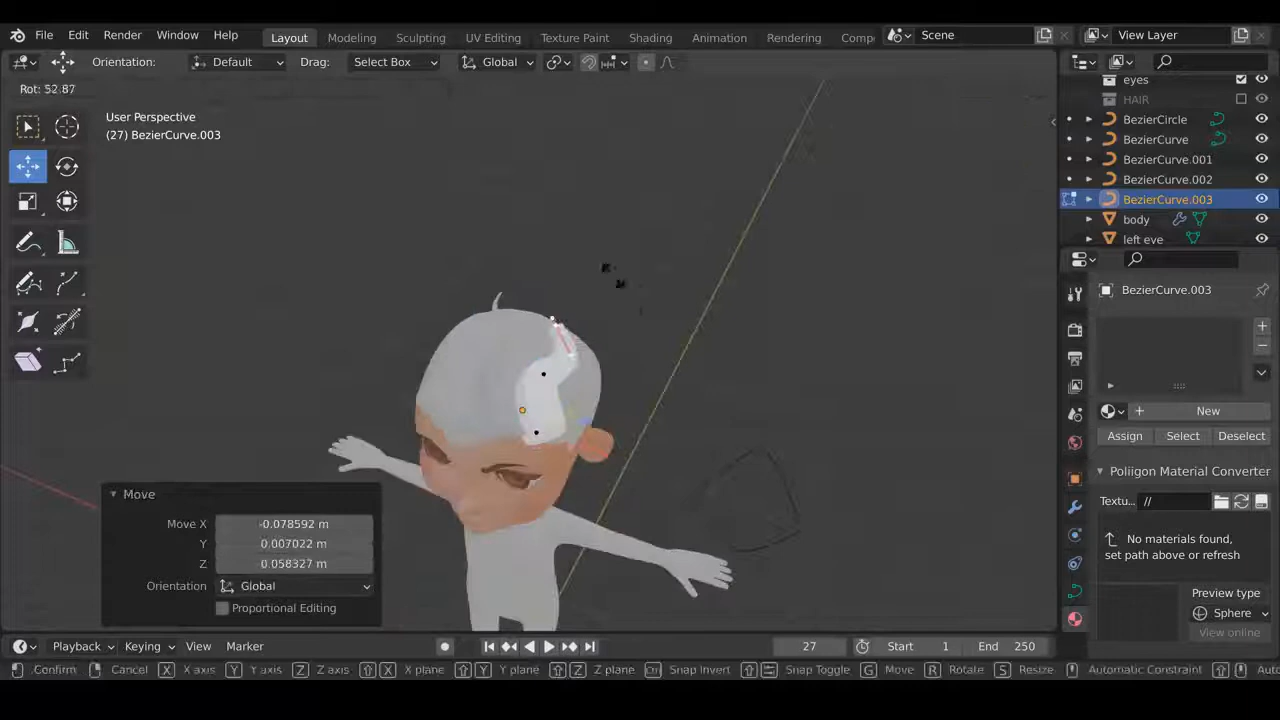 File Edit Render Window Help Layout Modeling Sculpting UV Editing Texture Paint Shading Animation Rendering Comp Scene View Layer
Orientation: Default Drag: Select Box Global
Rot: 52.87
User Perspective
(27) BezierCurve.003
eyes
HAIR
BezierCircle
BezierCurve
BezierCurve.001
BezierCurve.002
BezierCurve.003
body
left eye
BezierCurve.003
+ New
Assign Select Deselect
Poliigon Material Converter
Textu.. //
No materials found,
set path above or refresh
Preview type
Sphere
View online
Move
Move X -0.078592 m
Y 0.007022 m
Z -0.058327 m
Orientation Global
Proportional Editing
Playback Keying View Marker 27 Start 1 End 250
Confirm Cancel X X axis Y Y axis Z Z axis X X plane Y Y plane Z Z plane Snap Invert Snap Toggle G Move R Rotate S Resize Automatic Constraint